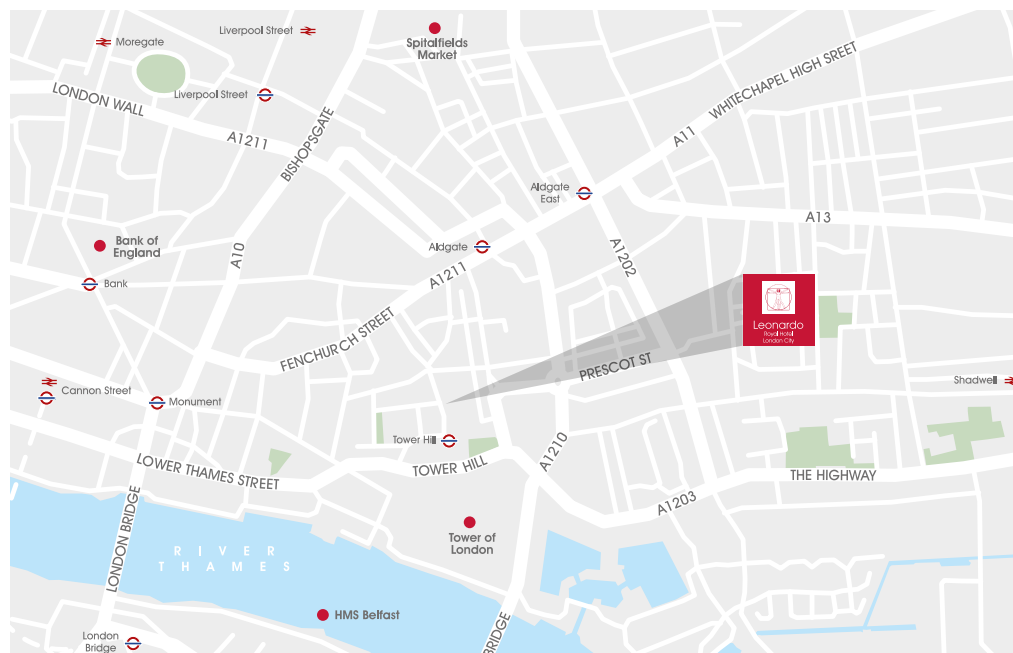 Liverpool Street
Moregate
Spitalfields
Market
WHITECHAPEL HIGH SREET
Liverpool Street
LONDON WALL
A1211
BISHOPSGATE
A11
Aldgate
East
A13
Bank of
England
A10
Aldgate
A1202
A1211
Bank
Leonardo
Royal Hotel
London City
FENCHURCH STREET
PRESCOT ST
Shadwell
Cannon Street
Monument
Tower Hill
A1210
LOWER THAMES STREET
TOWER HILL
THE HIGHWAY
A1203
LONDON BRIDGE
Tower of
London
RIVER
THAMES
HMS Belfast
BRIDGE
London
Bridge